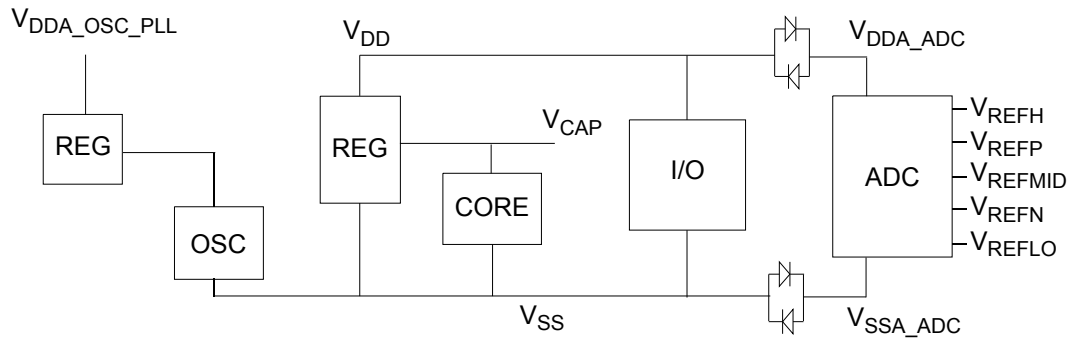 VDDA_OSC_PLL
VDD
VDDA_ADC
REG
REG
VCAP
I/O
ADC
VREFH
VREFP
VREFMID
VREFN
VREFLO
CORE
OSC
VSS
VSSA_ADC